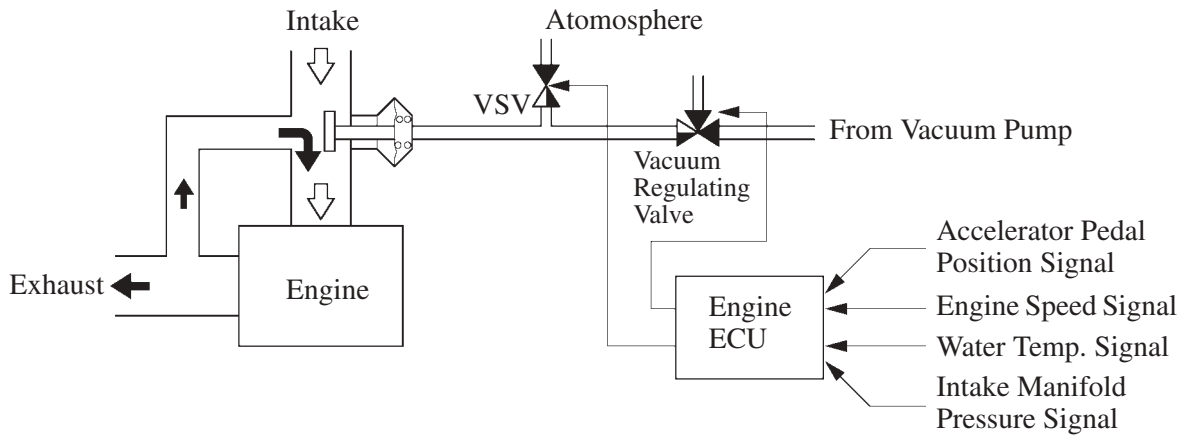 Intake
Atomosphere
VSV
From Vacuum Pump
Vacuum
Regulating
Valve
Accelerator Pedal
Position Signal
Exhaust
Engine
Engine
ECU
Engine Speed Signal
Water Temp. Signal
Intake Manifold
Pressure Signal